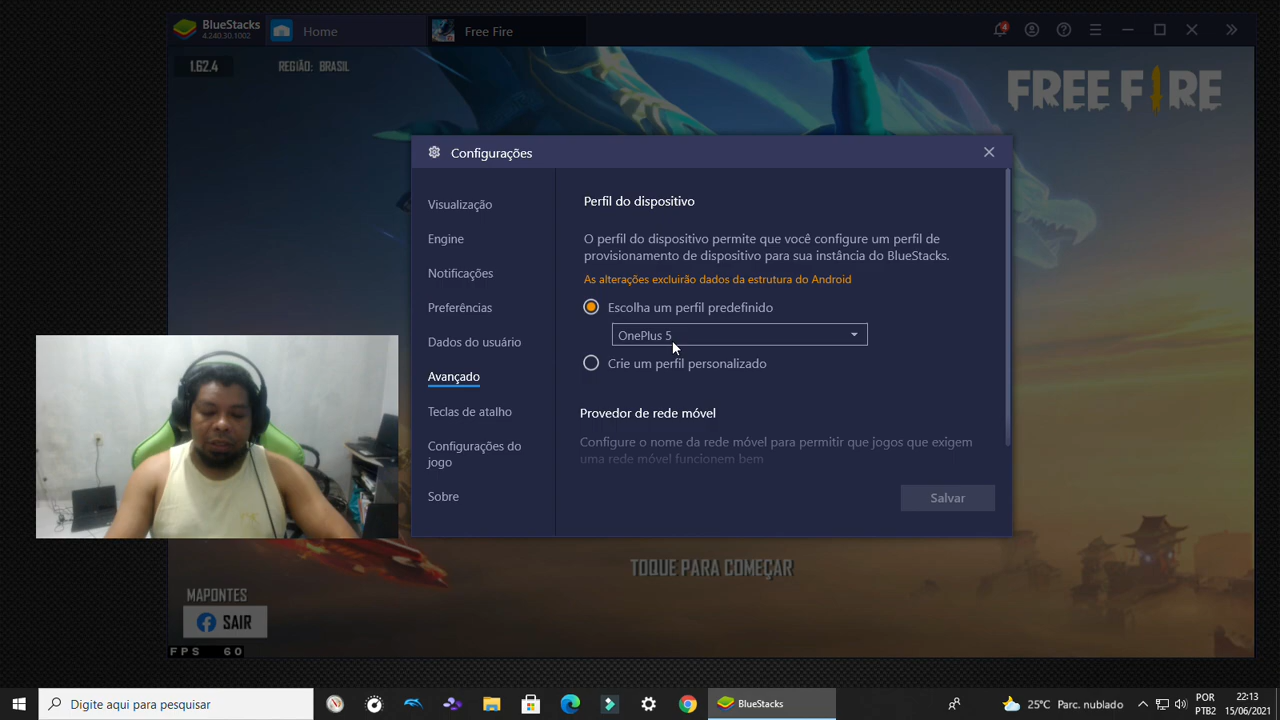 BlueStacks
4.240.30.1002
Home
Free Fire
4
1.62.4
REGIÃO: BRASIL
FREE FIRE
Configurações
Visualização
Engine
Notificações
Preferências
Dados do usuário
Avançado
Teclas de atalho
Configurações do
jogo
Sobre
Perfil do dispositivo
O perfil do dispositivo permite que você configure um perfil de
provisionamento de dispositivo para sua instância do BlueStacks.
As alterações excluirão dados da estrutura do Android
Escolha um perfil predefinido
OnePlus 5
Crie um perfil personalizado
Provedor de rede móvel
Configure o nome da rede móvel para permitir que jogos que exigem
uma rede móvel funcionem bem
Salvar
TOQUE PARA COMEÇAR
MAPONTES
SAIR
FPS 60
Digite aqui para pesquisar
BlueStacks
25°C Parc. nublado
POR
PTB2
22:13
15/06/2021